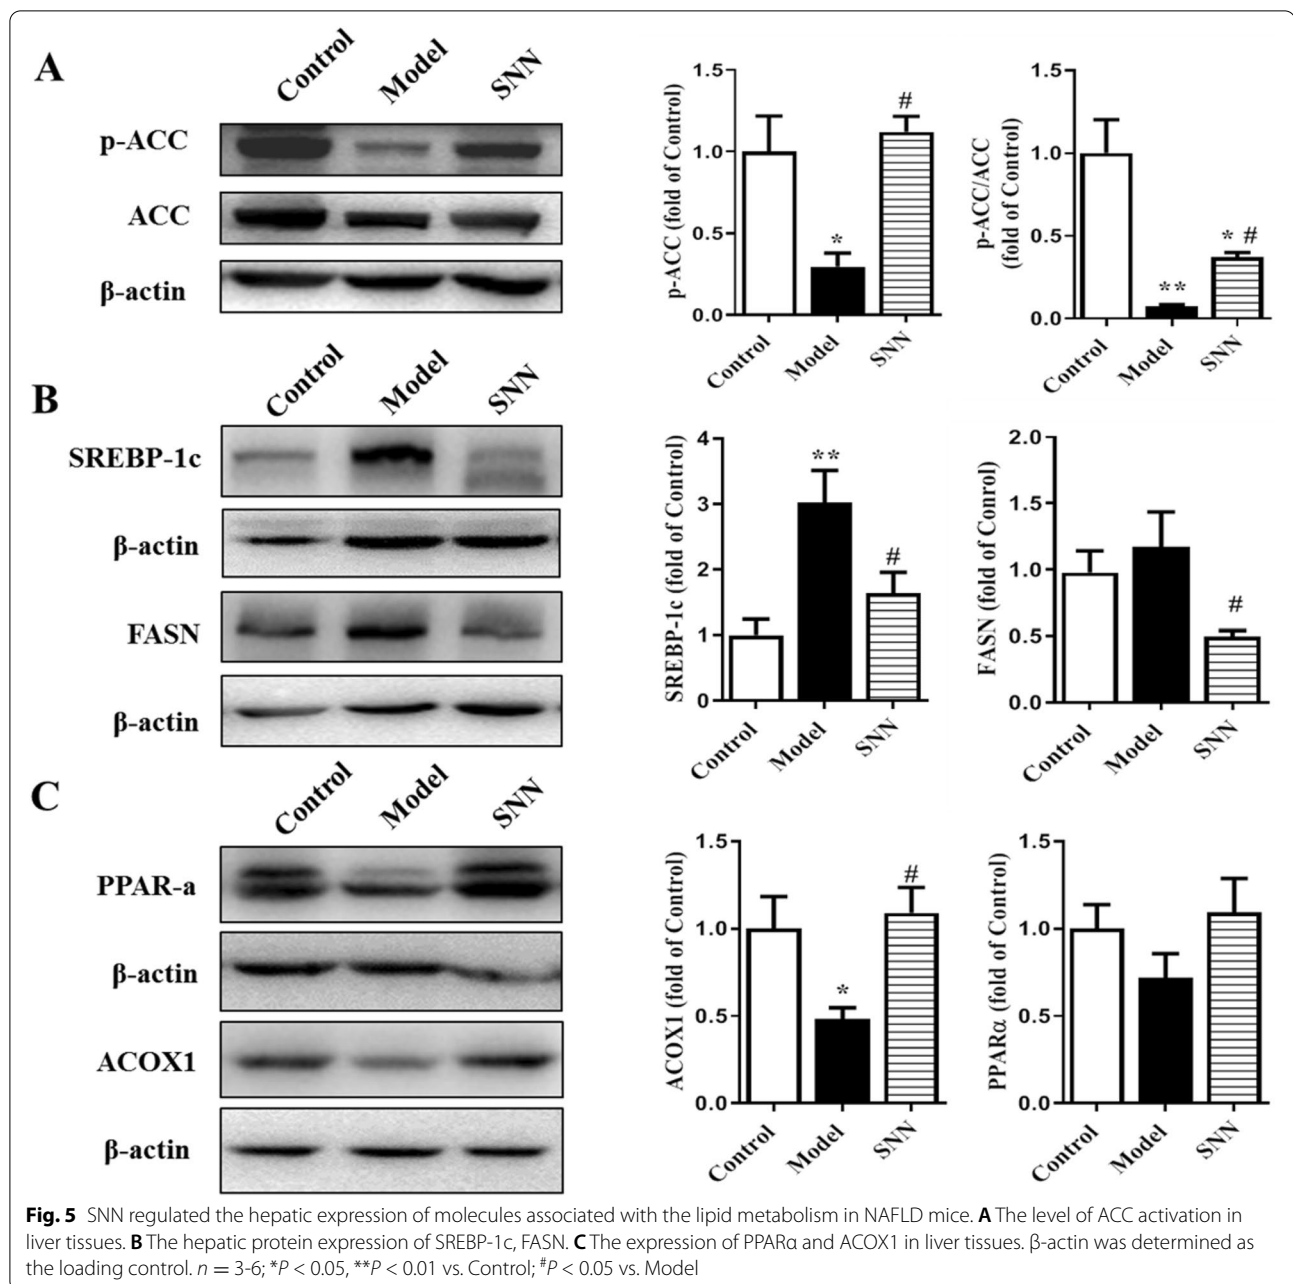 A
Control
Model
SNN
p-ACC
ACC
β-actin
p-ACC (fold of Control)
1.5
1.0
0.5
0.0
*
#
Control
Model
SNN
p-ACC/ACC
(fold of Control)
1.5
1.0
0.5
0.0
**
* #
Control
Model
SNN
B
Control
Model
SNN
SREBP-1c
β-actin
FASN
β-actin
SREBP-1c (fold of Control)
4
3
2
1
0
**
#
Control
Model
SNN
FASN (fold of Conrol)
2.0
1.5
1.0
0.5
0.0
#
Control
Model
SNN
C
Control
Model
SNN
PPAR-a
β-actin
ACOX1
β-actin
ACOX1 (fold of Control)
1.5
1.0
0.5
0.0
*
#
Control
Model
SNN
PPARα (fold of Control)
1.5
1.0
0.5
0.0
Control
Model
SNN
Fig. 5 SNN regulated the hepatic expression of molecules associated with the lipid metabolism in NAFLD mice. A The level of ACC activation in
liver tissues. B The hepatic protein expression of SREBP-1c, FASN. C The expression of PPARα and ACOX1 in liver tissues. β-actin was determined as
the loading control. n = 3-6; *P < 0.05, **P < 0.01 vs. Control; #P < 0.05 vs. Model